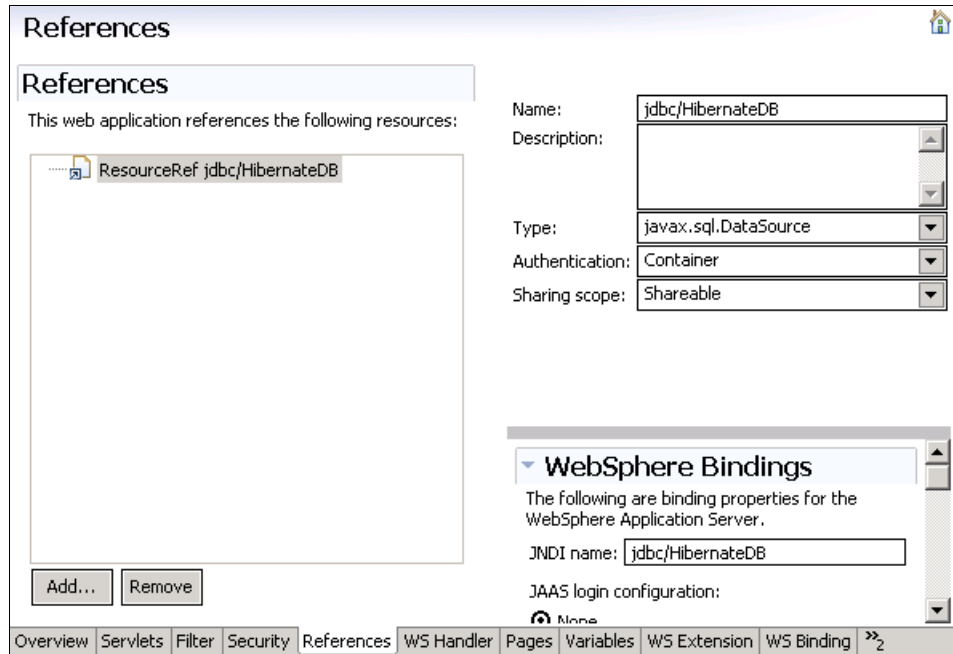 References
References
This web application references the following resources:
ResourceRef jdbc/HibernateDB
Add...
Remove
Name: jdbc/HibernateDB
Description:
Type: javax.sql.DataSource
Authentication: Container
Sharing scope: Shareable
WebSphere Bindings
The following are binding properties for the
WebSphere Application Server.
JNDI name: jdbc/HibernateDB
JAAS login configuration:
None
Overview Servlets Filter Security References WS Handler Pages Variables WS Extension WS Binding »2